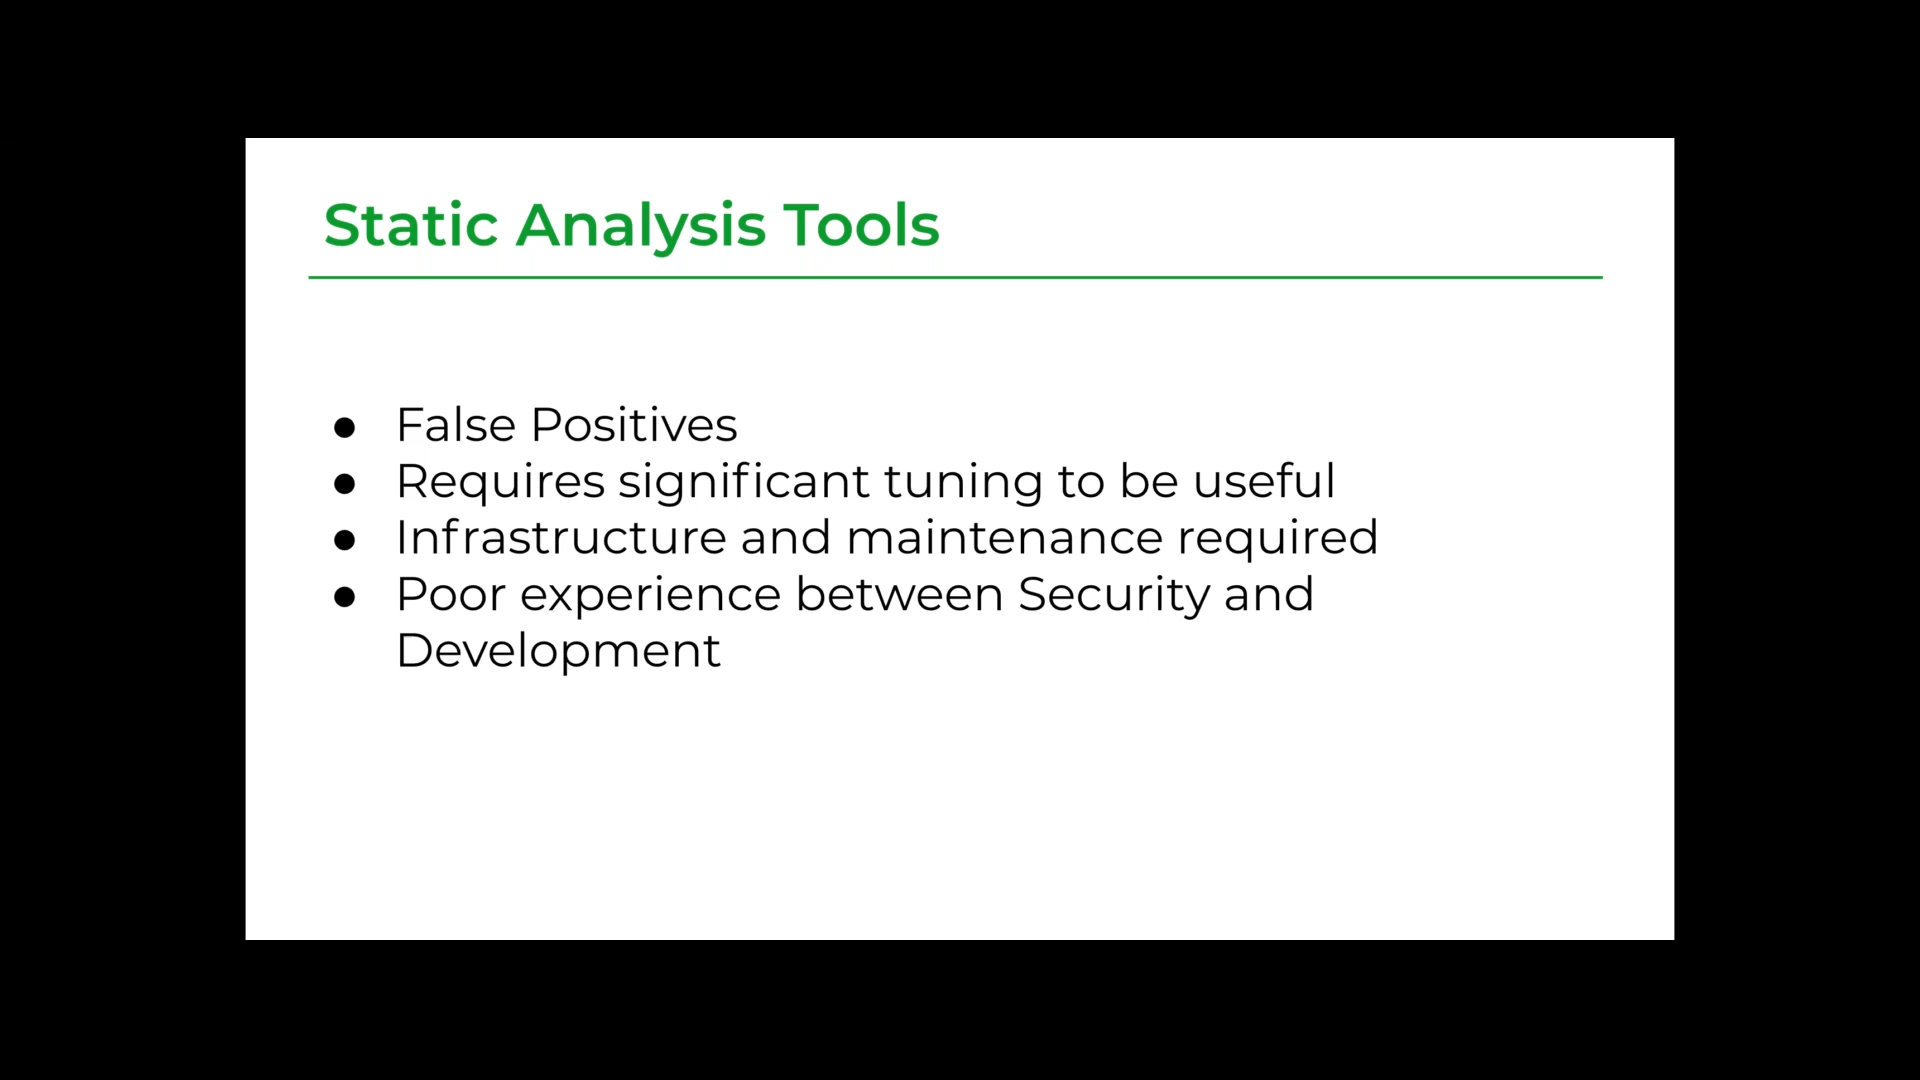 Static Analysis Tools
● False Positives
● Requires significant tuning to be useful
● Infrastructure and maintenance required
● Poor experience between Security and
Development